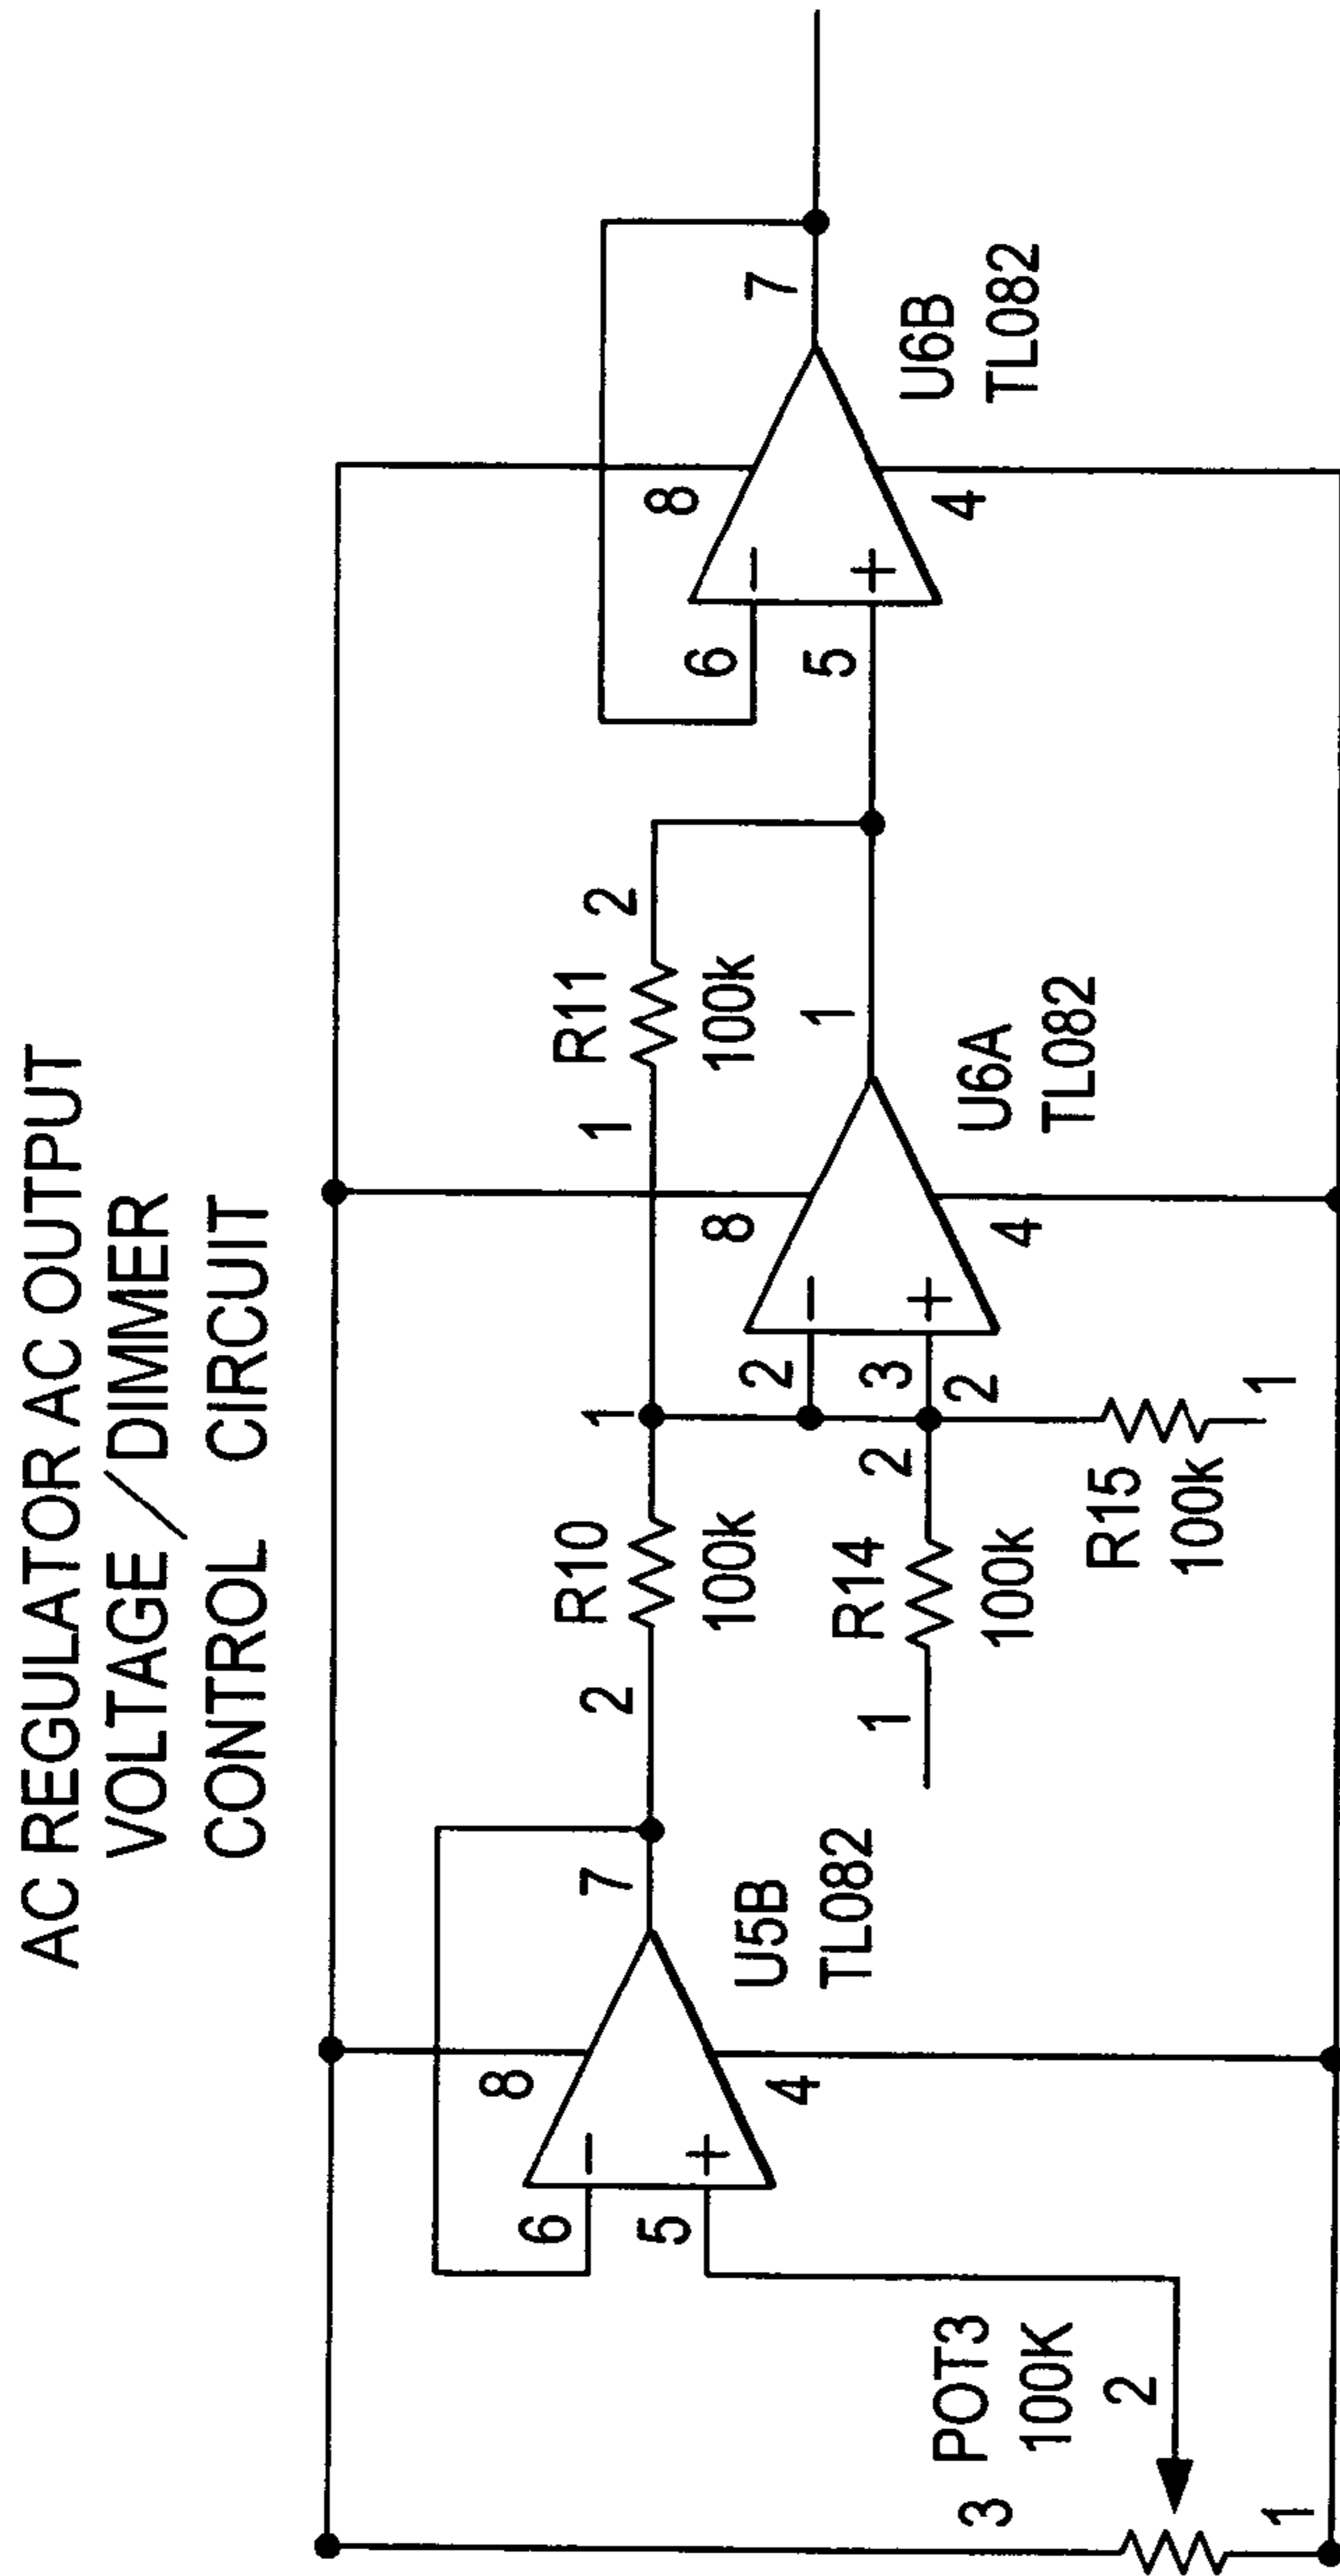 AC REGULATOR AC OUTPUT
VOLTAGE / DIMMER
CONTROL CIRCUIT
POT3
100K
3
2
1
6
5
8
4
7
U5B
TL082
2
R10
100k
1
1
R14
100k
2
2
3
2
R15
100k
1
8
4
1
U6A
TL082
1
R11
100k
2
6
5
8
4
7
U6B
TL082